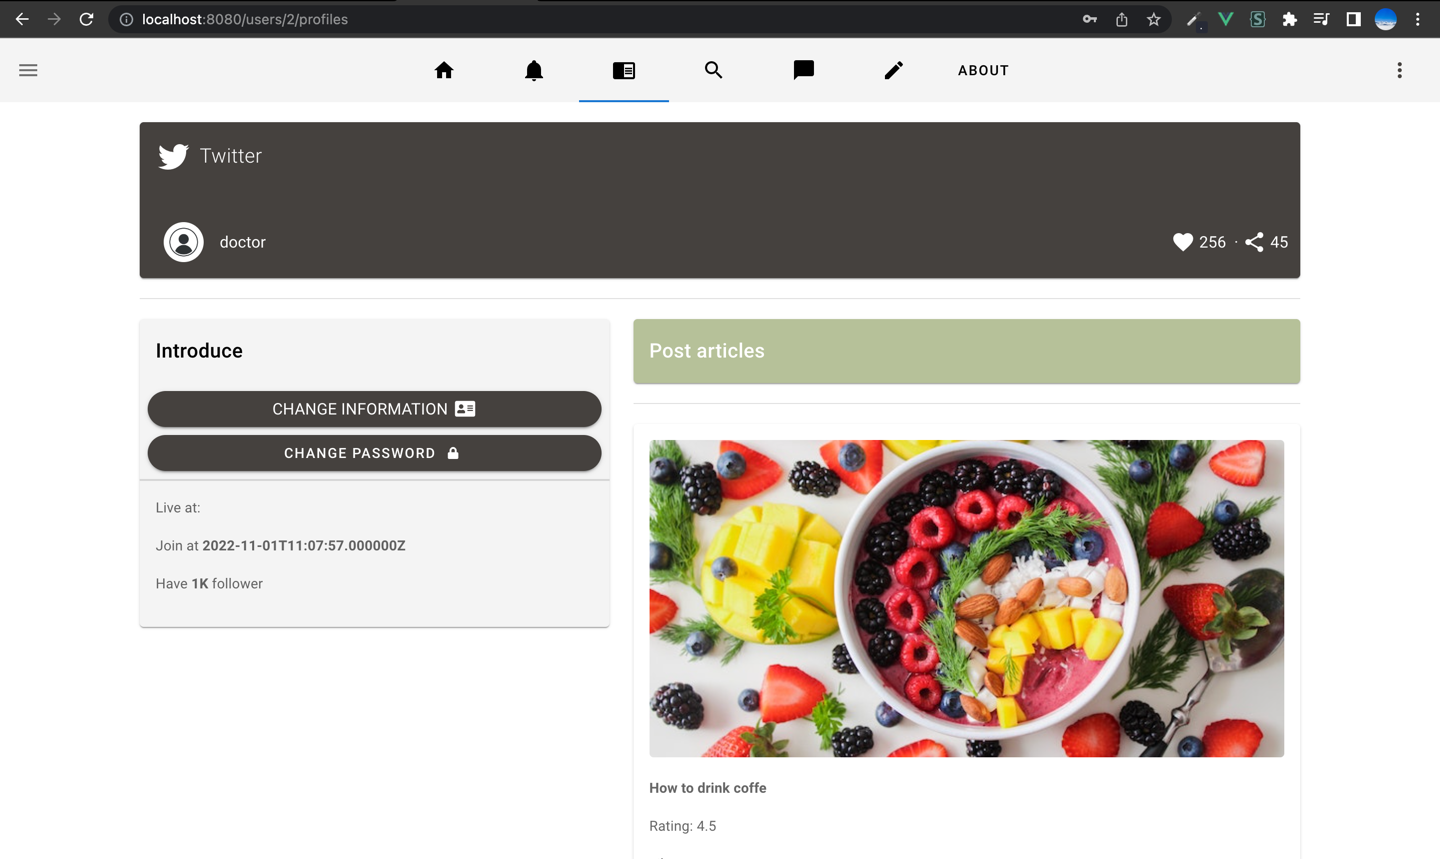 localhost:8080/users/2/profiles
ABOUT
Twitter
doctor
256 · 45
Introduce
CHANGE INFORMATION
CHANGE PASSWORD
Live at:
Join at 2022-11-01T11:07:57.000000Z
Have 1K follower
Post articles
How to drink coffe
Rating: 4.5